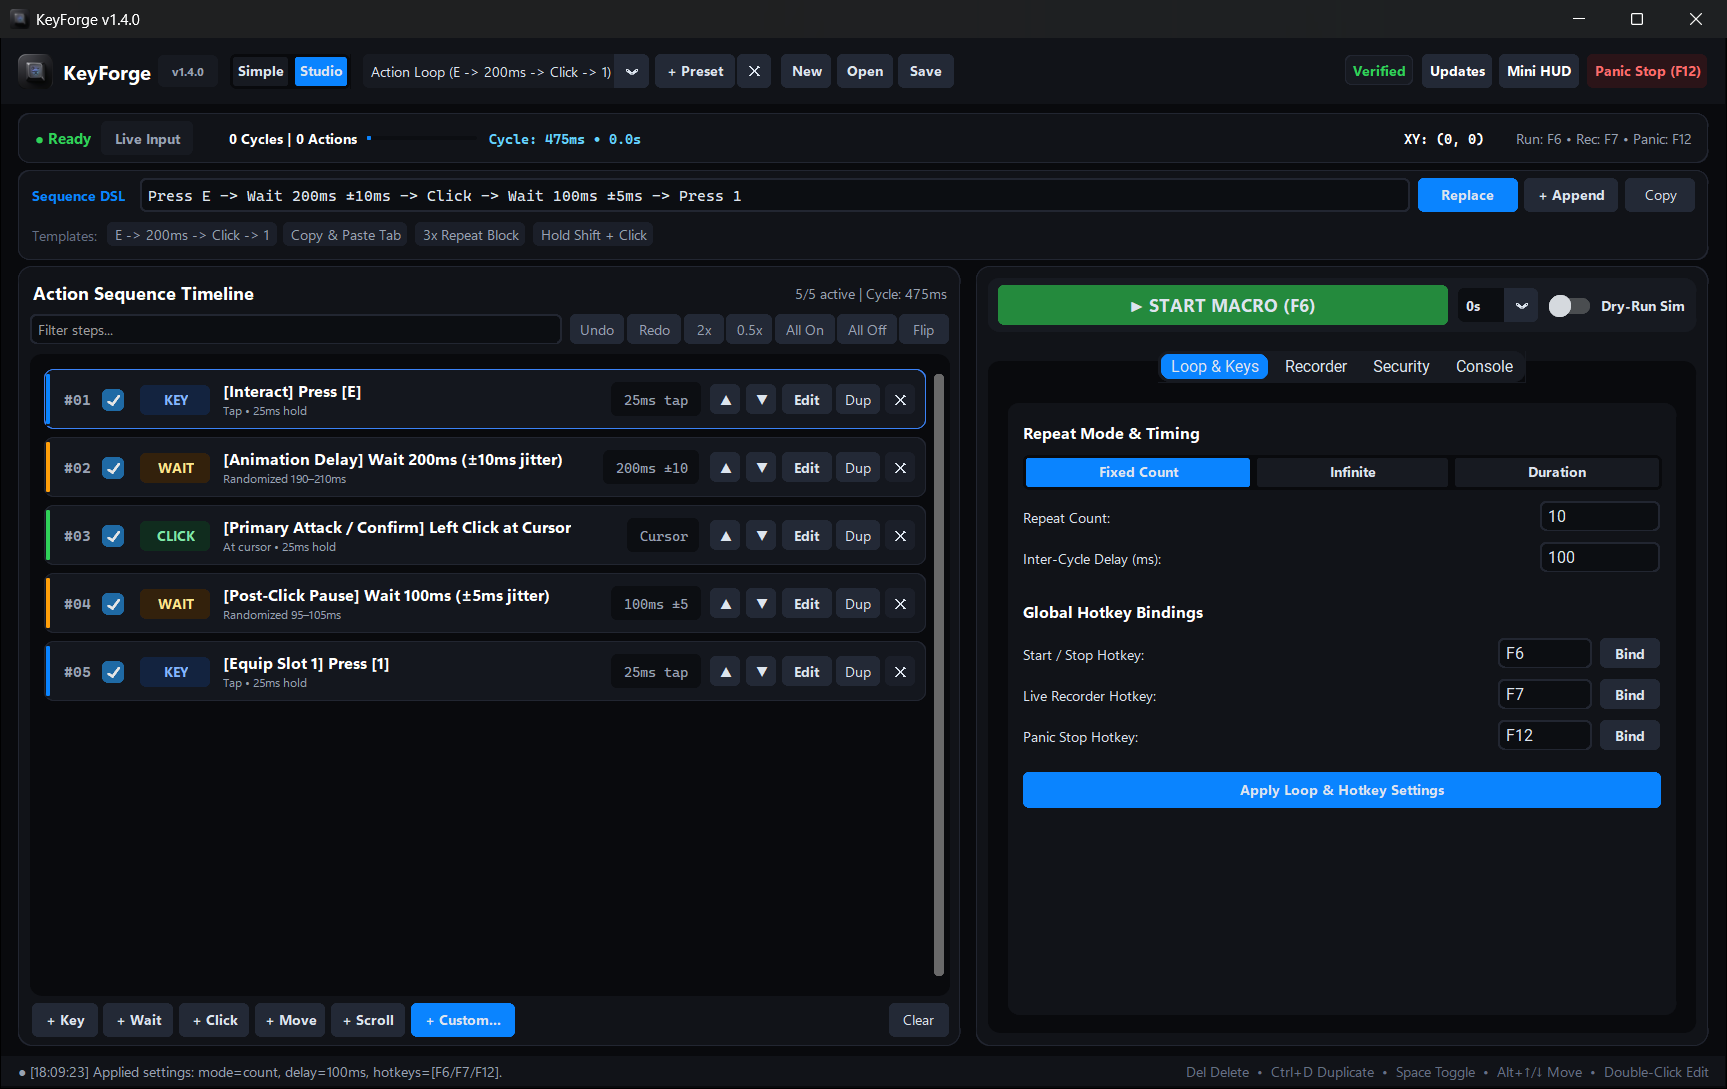 KeyForge v1.4.0
KeyForge v1.4.0 Simple Studio Action Loop (E -> 200ms -> Click -> 1) + Preset New Open Save Verified Updates Mini HUD Panic Stop (F12)
● Ready Live Input 0 Cycles | 0 Actions Cycle: 475ms • 0.0s XY: (0, 0) Run: F6 • Rec: F7 • Panic: F12
Sequence DSL Press E -> Wait 200ms ±10ms -> Click -> Wait 100ms ±5ms -> Press 1 Replace + Append Copy
Templates: E -> 200ms -> Click -> 1 Copy & Paste Tab 3x Repeat Block Hold Shift + Click
Action Sequence Timeline 5/5 active | Cycle: 475ms
Filter steps... Undo Redo 2x 0.5x All On All Off Flip
#01 KEY [Interact] Press [E] 25ms tap ▲ ▼ Edit Dup X
Tap • 25ms hold
#02 WAIT [Animation Delay] Wait 200ms (±10ms jitter) 200ms ±10 ▲ ▼ Edit Dup X
Randomized 190–210ms
#03 CLICK [Primary Attack / Confirm] Left Click at Cursor Cursor ▲ ▼ Edit Dup X
At cursor • 25ms hold
#04 WAIT [Post-Click Pause] Wait 100ms (±5ms jitter) 100ms ±5 ▲ ▼ Edit Dup X
Randomized 95–105ms
#05 KEY [Equip Slot 1] Press [1] 25ms tap ▲ ▼ Edit Dup X
Tap • 25ms hold
+ Key + Wait + Click + Move + Scroll + Custom... Clear
► START MACRO (F6) 0s Dry-Run Sim
Loop & Keys Recorder Security Console
Repeat Mode & Timing
Fixed Count Infinite Duration
Repeat Count: 10
Inter-Cycle Delay (ms): 100
Global Hotkey Bindings
Start / Stop Hotkey: F6 Bind
Live Recorder Hotkey: F7 Bind
Panic Stop Hotkey: F12 Bind
Apply Loop & Hotkey Settings
● [18:09:23] Applied settings: mode=count, delay=100ms, hotkeys=[F6/F7/F12]. Del Delete • Ctrl+D Duplicate • Space Toggle • Alt+↑/↓ Move • Double-Click Edit